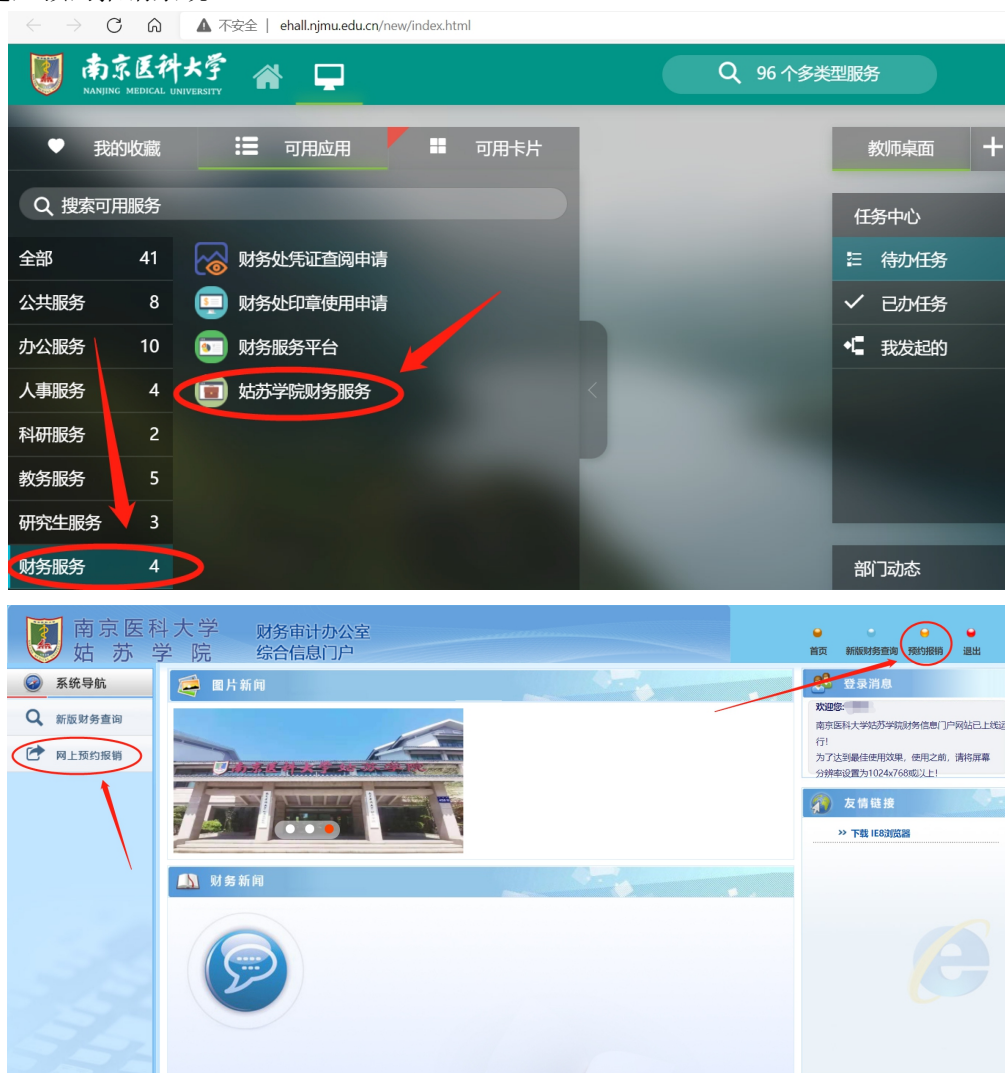 不安全 | ehall.njmu.edu.cn/new/index.html
南京医科大学
NANJING MEDICAL UNIVERSITY
96 个多类型服务
我的收藏 可用应用 可用卡片
教师桌面
搜索可用服务
任务中心
全部 41
财务处凭证查阅申请
待办任务
公共服务 8
财务处印章使用申请
已办任务
办公服务 10
财务服务平台
我发起的
人事服务 4
姑苏学院财务服务
科研服务 2
教务服务 5
研究生服务 3
财务服务 4
部门动态
南京医科大学
姑苏学院
财务审计办公室
综合信息门户
首页 新版财务查询 预约报销 退出
系统导航
新版财务查询
网上预约报销
图片新闻
财务新闻
登录消息
欢迎您:
南京医科大学姑苏学院财务信息门户网站已上线运
行!
为了达到最佳使用效果，使用之前，请将屏幕
分辨率设置为1024x768或以上!
友情链接
>> 下载 IE8浏览器